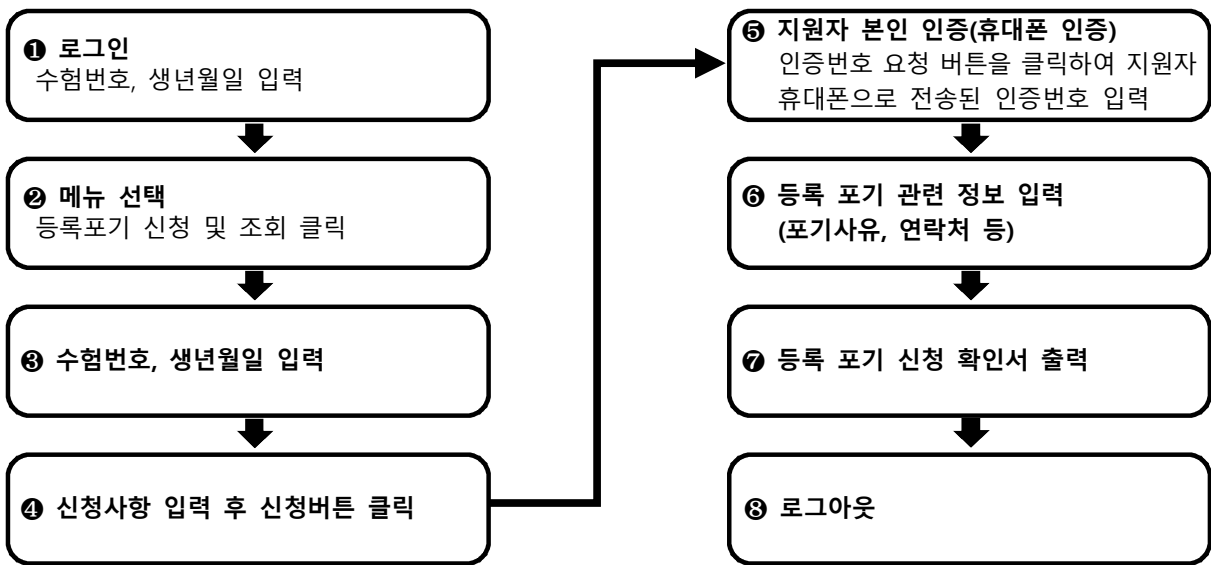 ❶ 로그인
수험번호, 생년월일 입력
❷ 메뉴 선택
등록포기 신청 및 조회 클릭
❸ 수험번호, 생년월일 입력
❹ 신청사항 입력 후 신청버튼 클릭
❺ 지원자 본인 인증(휴대폰 인증)
인증번호 요청 버튼을 클릭하여 지원자
휴대폰으로 전송된 인증번호 입력
❻ 등록 포기 관련 정보 입력
(포기사유, 연락처 등)
❼ 등록 포기 신청 확인서 출력
❽ 로그아웃